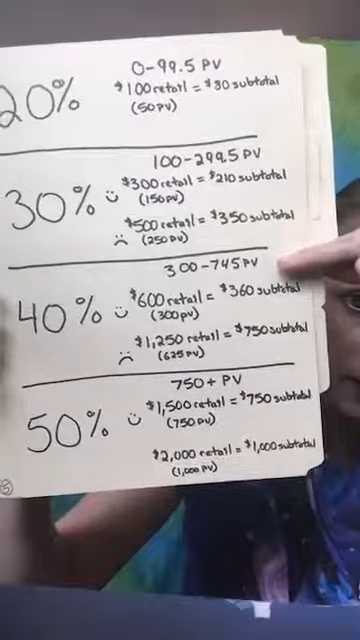 20%
0-99.5 PV
$100 retail = $80 subtotal
(50 PV)
30%
100-299.5 PV
$300 retail = $210 subtotal
(150 PV)
$500 retail = $350 subtotal
(250 PV)
40%
300-745 PV
$600 retail = $360 subtotal
(300 PV)
$1,250 retail = $750 subtotal
(625 PV)
50%
750+ PV
$1,500 retail = $750 subtotal
(750 PV)
$2,000 retail = $1,000 subtotal
(1,000 PV)